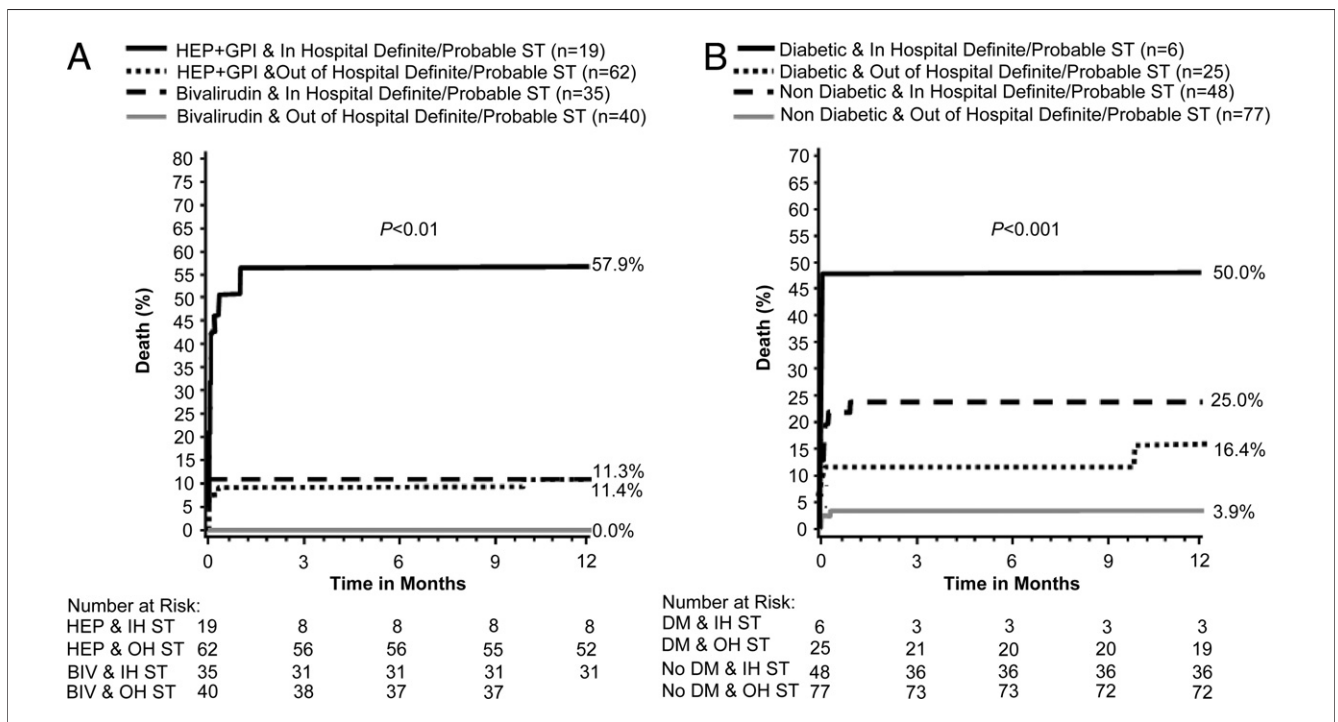 A
HEP+GPI & In Hospital Definite/Probable ST (n=19)
HEP+GPI &Out of Hospital Definite/Probable ST (n=62)
Bivalirudin & In Hospital Definite/Probable ST (n=35)
Bivalirudin & Out of Hospital Definite/Probable ST (n=40)
80
75
70
65
60
55
50
45
40
35
30
25
20
15
10
5
0
Death (%)
P<0.01
57.9%
11.3%
11.4%
0.0%
0 3 6 9 12
Time in Months
Number at Risk:
HEP & IH ST 19 8 8 8 8
HEP & OH ST 62 56 56 55 52
BIV & IH ST 35 31 31 31 31
BIV & OH ST 40 38 37 37
B
Diabetic & In Hospital Definite/Probable ST (n=6)
Diabetic & Out of Hospital Definite/Probable ST (n=25)
Non Diabetic & In Hospital Definite/Probable ST (n=48)
Non Diabetic & Out of Hospital Definite/Probable ST (n=77)
70
65
60
55
50
45
40
35
30
25
20
15
10
5
0
Death (%)
P<0.001
50.0%
25.0%
16.4%
3.9%
0 3 6 9 12
Time in Months
Number at Risk:
DM & IH ST 6 3 3 3 3
DM & OH ST 25 21 20 20 19
No DM & IH ST 48 36 36 36 36
No DM & OH ST 77 73 73 72 72